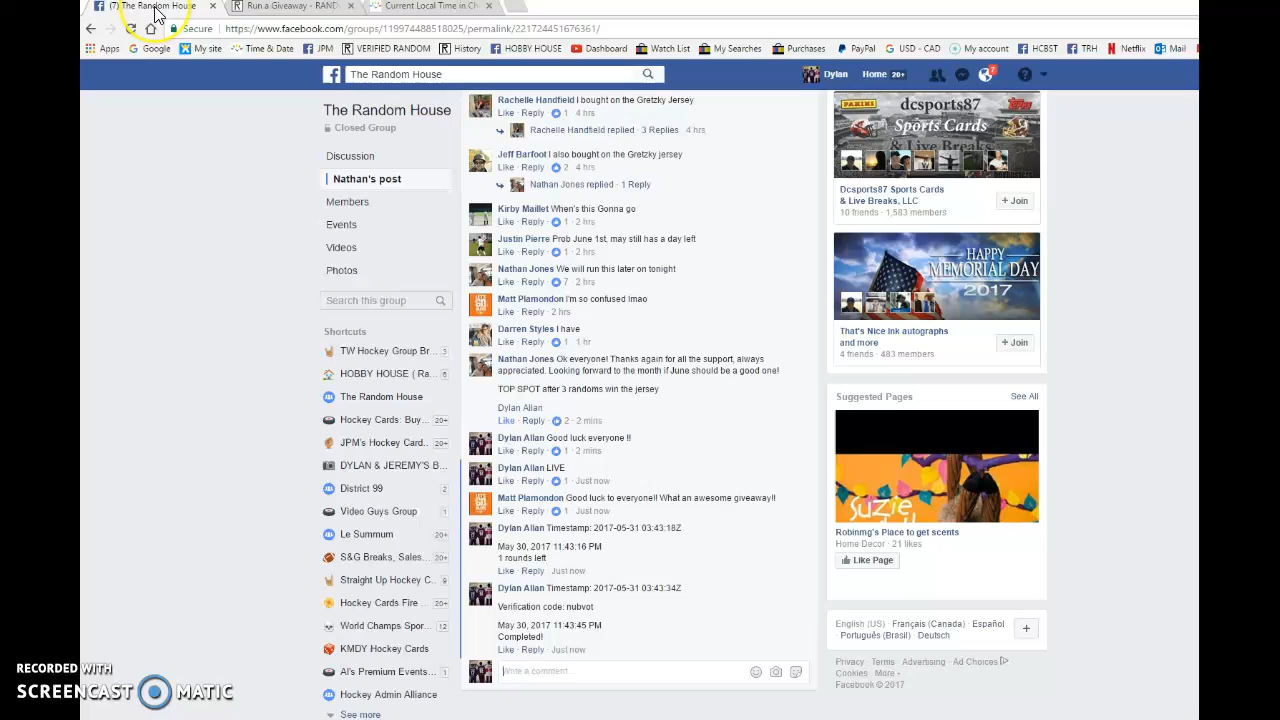 (7) The Random House
Run a Giveaway - RAND
Current Local Time in Ch
Secure
https://www.facebook.com/groups/119974488518025/permalink/221724451676361/
Apps Google My site Time & Date JPM VERIFIED RANDOM History HOBBY HOUSE Dashboard Watch List My Searches Purchases PayPal USD - CAD My account HCBST TRH Netflix Mail
The Random House
Dylan Home 20+
7
The Random House
Closed Group
Discussion
Nathan's post
Members
Events
Videos
Photos
Search this group
Shortcuts
TW Hockey Group Br... 3
HOBBY HOUSE ( Ra... 6
The Random House
Hockey Cards: Buy... 20+
JPM's Hockey Card... 20+
DYLAN & JEREMY'S B...
District 99 2
Video Guys Group 1
Le Summum 20+
S&G Breaks, Sales... 20+
Straight Up Hockey C... 9
Hockey Cards Fire ... 20+
World Champs Spor... 12
KMDY Hockey Cards
Al's Premium Events... 1
Hockey Admin Alliance
See more
Rachelle Handfield I bought on the Gretzky Jersey
Like · Reply · 1 · 4 hrs
Rachelle Handfield replied · 3 Replies · 4 hrs
Jeff Barfoot I also bought on the Gretzky jersey
Like · Reply · 2 · 4 hrs
Nathan Jones replied · 1 Reply
Kirby Maillet When's this Gonna go
Like · Reply · 1 · 2 hrs
Justin Pierre Prob June 1st, may still has a day left
Like · Reply · 1 · 2 hrs
Nathan Jones We will run this later on tonight
Like · Reply · 7 · 2 hrs
Matt Plamondon I'm so confused lmao
Like · Reply · 2 hrs
Darren Styles I have
Like · Reply · 1 · 1 hr
Nathan Jones Ok everyone! Thanks again for all the support, always
appreciated. Looking forward to the month if June should be a good one!
TOP SPOT after 3 randoms win the jersey
Dylan Allan
Like · Reply · 2 · 2 mins
Dylan Allan Good luck everyone !!
Like · Reply · 1 · 2 mins
Dylan Allan LIVE
Like · Reply · 1 · Just now
Matt Plamondon Good luck to everyone!! What an awesome giveaway!!
Like · Reply · 1 · Just now
Dylan Allan Timestamp: 2017-05-31 03:43:18Z
May 30, 2017 11:43:16 PM
1 rounds left
Like · Reply · Just now
Dylan Allan Timestamp: 2017-05-31 03:43:34Z
Verification code: nubvot
May 30, 2017 11:43:45 PM
Completed!
Like · Reply · Just now
Write a comment...
PANINI
Topps
dcsports87
Sports Cards
& Live Breaks
Dcsports87 Sports Cards
& Live Breaks, LLC
10 friends · 1,583 members
+ Join
HAPPY
MEMORIAL DAY
2017
That's Nice Ink autographs
and more
4 friends · 483 members
+ Join
Suggested Pages See All
Suzie
Robinmg's Place to get scents
Home Decor · 21 likes
Like Page
English (US) · Français (Canada) · Español
· Português (Brasil) · Deutsch
+
Privacy · Terms · Advertising · Ad Choices
Cookies · More
Facebook © 2017
RECORDED WITH
SCREENCAST MATIC